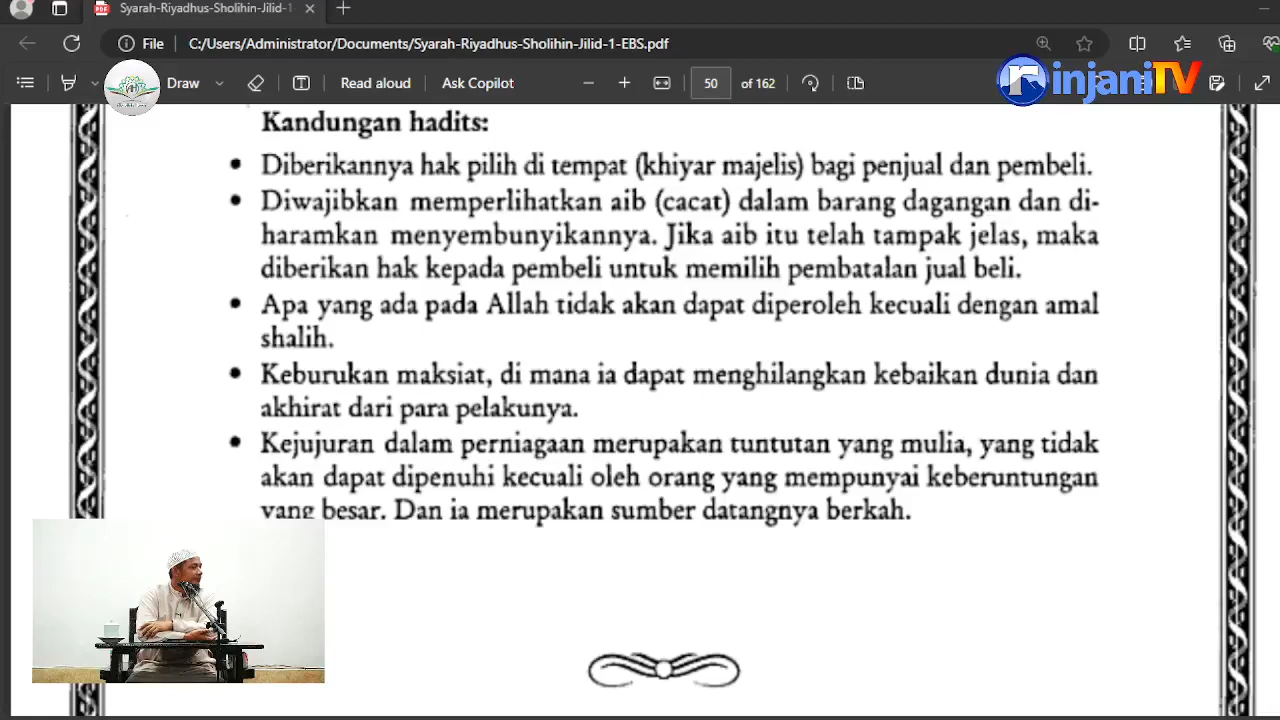 Syarah-Riyadhus-Sholihin-Jilid-1-
File C:/Users/Administrator/Documents/Syarah-Riyadhus-Sholihin-Jilid-1-EBS.pdf
Draw Read aloud Ask Copilot 50 of 162
injani TV
Kandungan hadits:
• Diberikannya hak pilih di tempat (khiyar majelis) bagi penjual dan pembeli.
• Diwajibkan memperlihatkan aib (cacat) dalam barang dagangan dan di-
haramkan menyembunyikannya. Jika aib itu telah tampak jelas, maka
diberikan hak kepada pembeli untuk memilih pembatalan jual beli.
• Apa yang ada pada Allah tidak akan dapat diperoleh kecuali dengan amal
shalih.
• Keburukan maksiat, di mana ia dapat menghilangkan kebaikan dunia dan
akhirat dari para pelakunya.
• Kejujuran dalam perniagaan merupakan tuntutan yang mulia, yang tidak
akan dapat dipenuhi kecuali oleh orang yang mempunyai keberuntungan
yang besar. Dan ia merupakan sumber datangnya berkah.